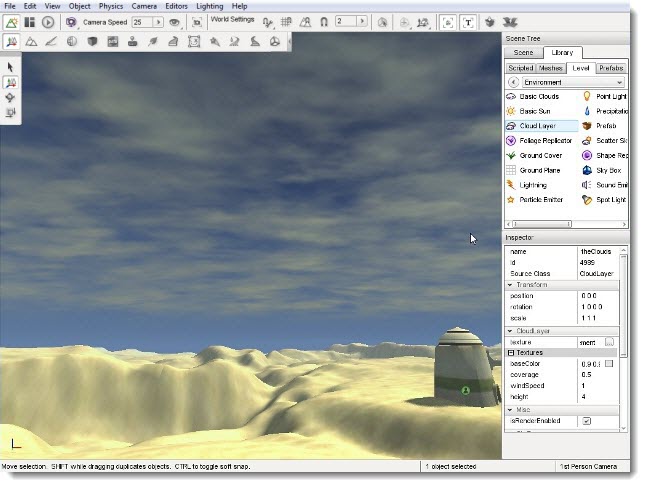 File Edit View Object Physics Camera Editors Lighting Help
Camera Speed 25 World Settings 2
Scene Tree
Scene Library
Scripted Meshes Level Prefabs
Environment
Basic Clouds Point Light
Basic Sun Precipitatio
Cloud Layer Prefab
Foliage Replicator Scatter Sk
Ground Cover Shape Rep
Ground Plane Sky Box
Lightning Sound Emi
Particle Emitter Spot Light
Inspector
name theClouds
id 4989
Source Class CloudLayer
Transform
position 0 0 0
rotation 1 0 0 0
scale 1 1 1
CloudLayer
texture ment ...
Textures
baseColor 0.9 0.9
coverage 0.5
windSpeed 1
height 4
Misc
isRenderEnabled
Move selection. SHIFT while dragging duplicates objects. CTRL to toggle soft snap. 1 object selected 1st Person Camera